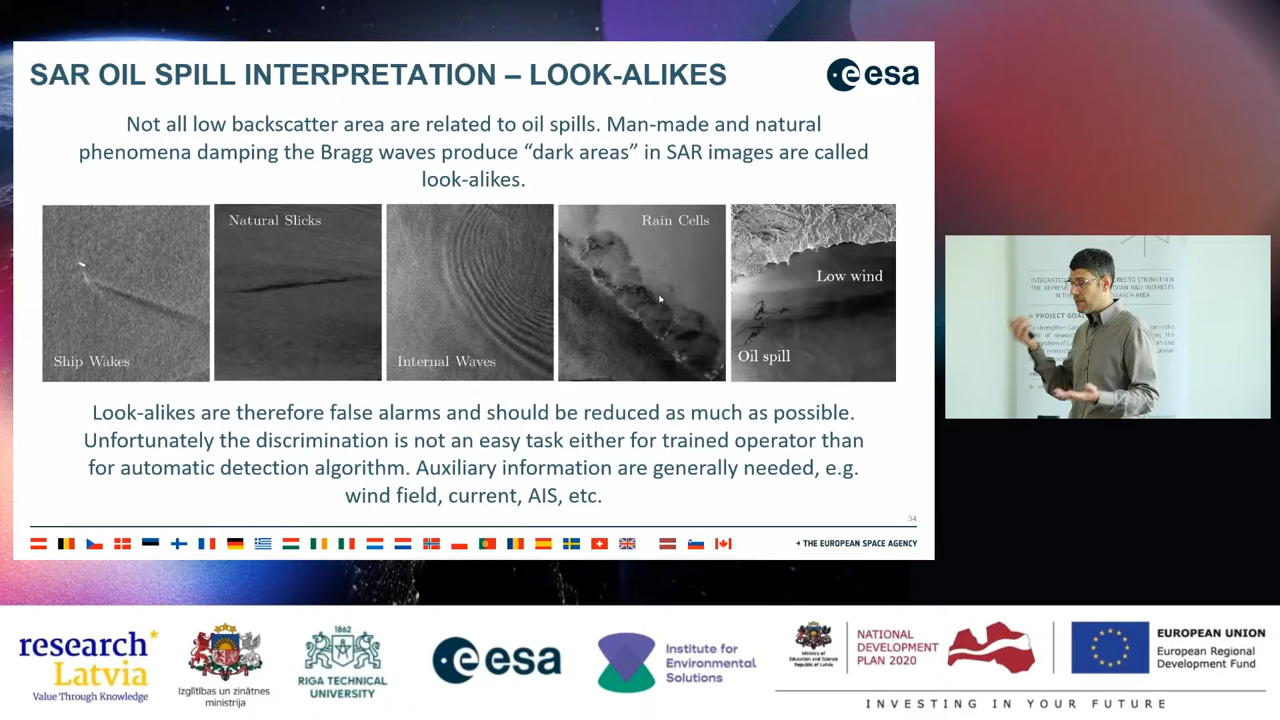 SAR OIL SPILL INTERPRETATION – LOOK-ALIKES
esa
Not all low backscatter area are related to oil spills. Man-made and natural
phenomena damping the Bragg waves produce “dark areas” in SAR images are called
look-alikes.
Ship Wakes
Natural Slicks
Internal Waves
Rain Cells
Low wind
Oil spill
Look-alikes are therefore false alarms and should be reduced as much as possible.
Unfortunately the discrimination is not an easy task either for trained operator than
for automatic detection algorithm. Auxiliary information are generally needed, e.g.
wind field, current, AIS, etc.
34
→ THE EUROPEAN SPACE AGENCY
PROJECT GOAL
research
Latvia
Value Through Knowledge
Izglītības un zinātnes
ministrija
1862
RIGA TECHNICAL
UNIVERSITY
esa
Institute for
Environmental
Solutions
Ministry of
Education and Science
Republic of Latvia
NATIONAL
DEVELOPMENT
PLAN 2020
EUROPEAN UNION
European Regional
Development Fund
INVESTING IN YOUR FUTURE